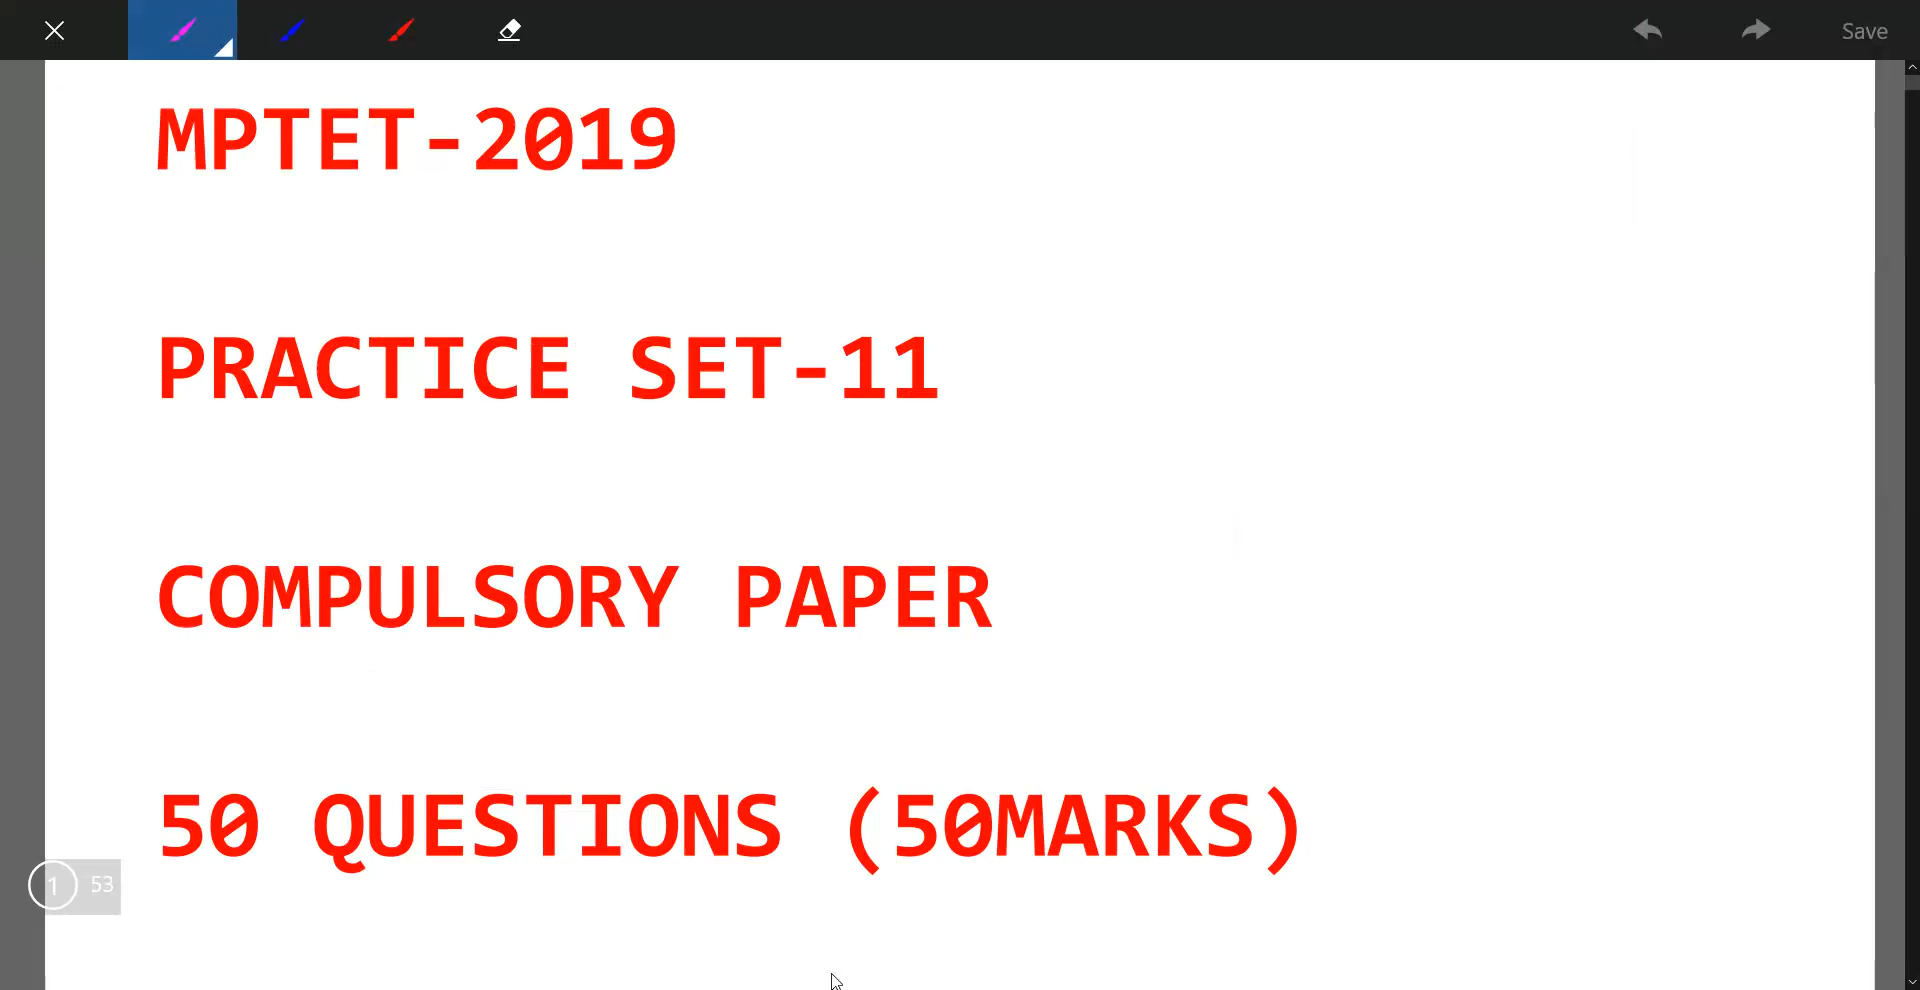 Save
MPTET-2019
PRACTICE SET-11
COMPULSORY PAPER
50 QUESTIONS (50MARKS)
1 53